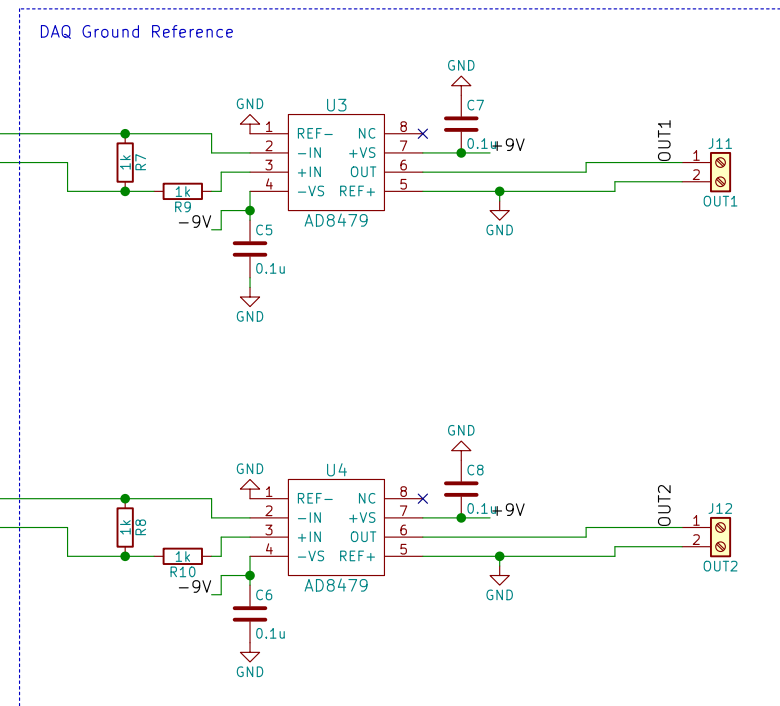 DAQ Ground Reference
GND
C7
0.1u
+9V
GND
U3
1 REF− NC 8
2 −IN +VS 7
3 +IN OUT 6
4 −VS REF+ 5
AD8479
1k
R7
1k
R9
−9V
C5
0.1u
GND
GND
OUT1
J11
1
2
OUT1
GND
C8
0.1u
+9V
GND
U4
1 REF− NC 8
2 −IN +VS 7
3 +IN OUT 6
4 −VS REF+ 5
AD8479
1k
R8
1k
R10
−9V
C6
0.1u
GND
GND
OUT2
J12
1
2
OUT2